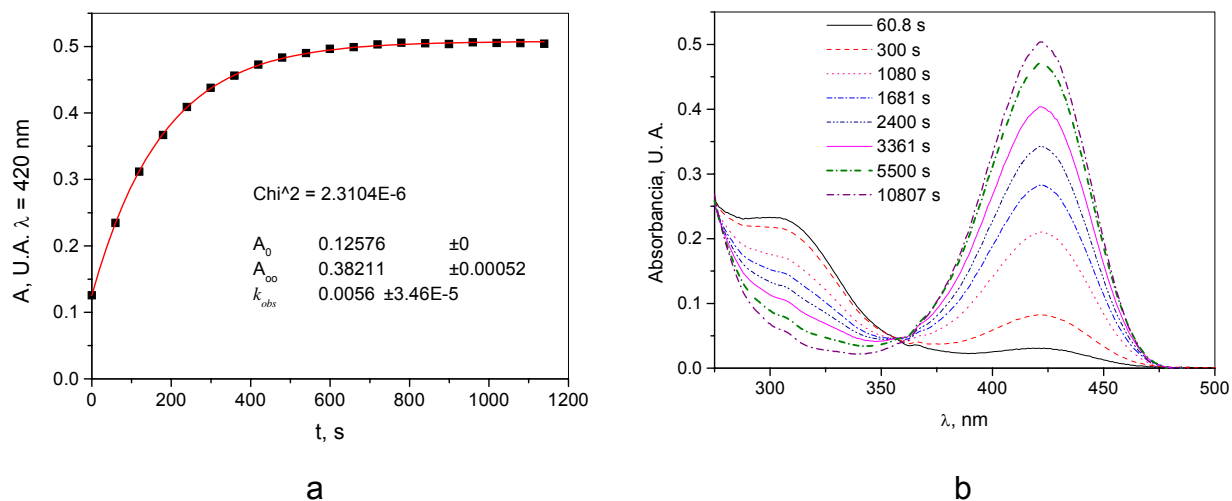 A, U.A. λ = 420 nm
0.5
0.4
0.3
0.2
0.1
0.0
Chi^2 = 2.3104E-6
A0 0.12576 ±0
Aoo 0.38211 ±0.00052
kobs 0.0056 ±3.46E-5
0 200 400 600 800 1000 1200
t, s
a
Absorbancia, U. A.
0.5
0.4
0.3
0.2
0.1
0.0
60.8 s
300 s
1080 s
1681 s
2400 s
3361 s
5500 s
10807 s
300 350 400 450 500
λ, nm
b